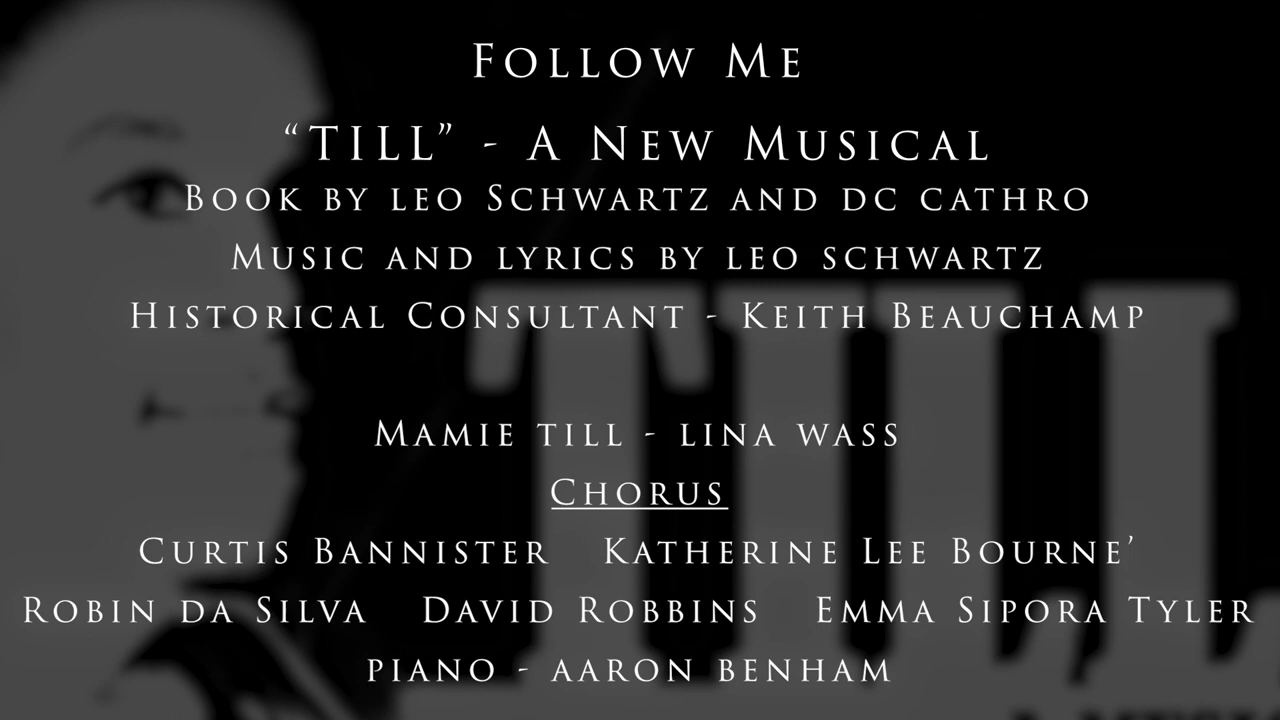 Follow Me
“TILL” - A New Musical
Book by leo Schwartz and dc cathro
Music and lyrics by leo schwartz
Historical Consultant - Keith Beauchamp
Mamie till - lina wass
Chorus
Curtis Bannister Katherine Lee Bourne’
Robin da Silva David Robbins Emma Sipora Tyler
piano - aaron benham
TILL